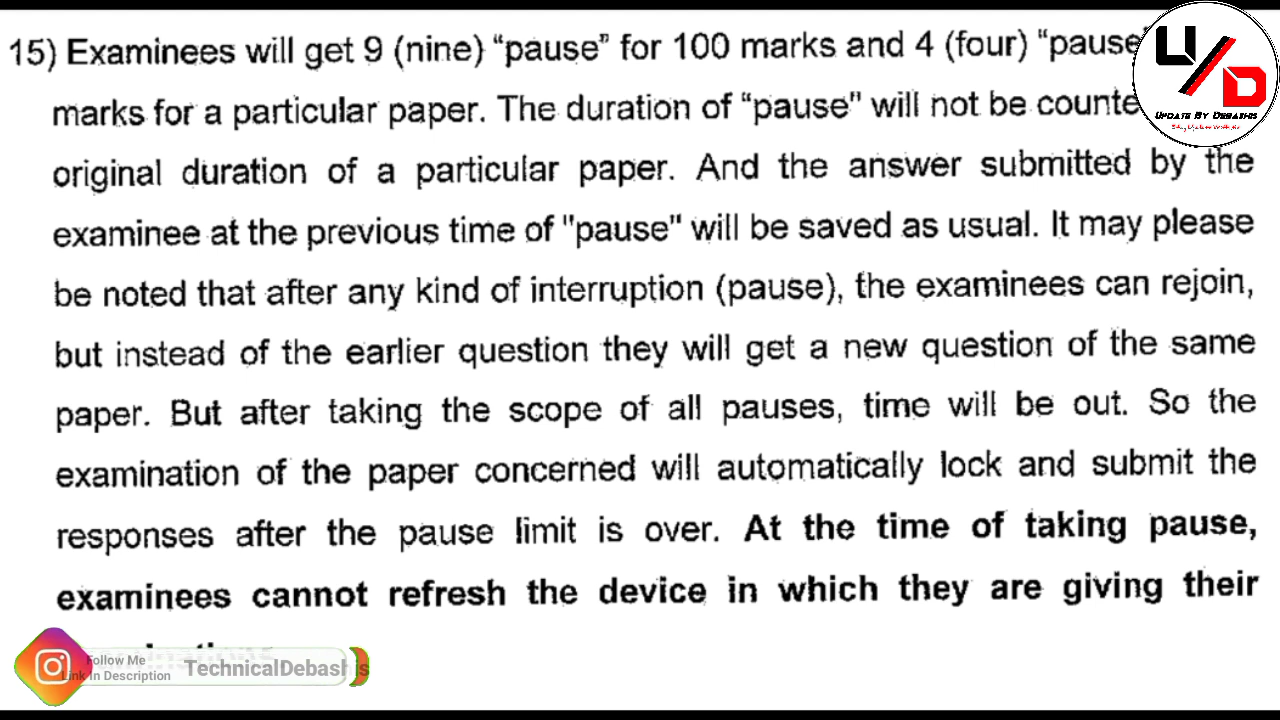 15) Examinees will get 9 (nine) “pause” for 100 marks and 4 (four) “pause
marks for a particular paper. The duration of “pause” will not be counte
original duration of a particular paper. And the answer submitted by the
examinee at the previous time of "pause" will be saved as usual. It may please
be noted that after any kind of interruption (pause), the examinees can rejoin,
but instead of the earlier question they will get a new question of the same
paper. But after taking the scope of all pauses, time will be out. So the
examination of the paper concerned will automatically lock and submit the
responses after the pause limit is over. At the time of taking pause,
examinees cannot refresh the device in which they are giving their
U/D
UPDATE BY DEBASHIS
Follow Me
Link In Description
TechnicalDebashis